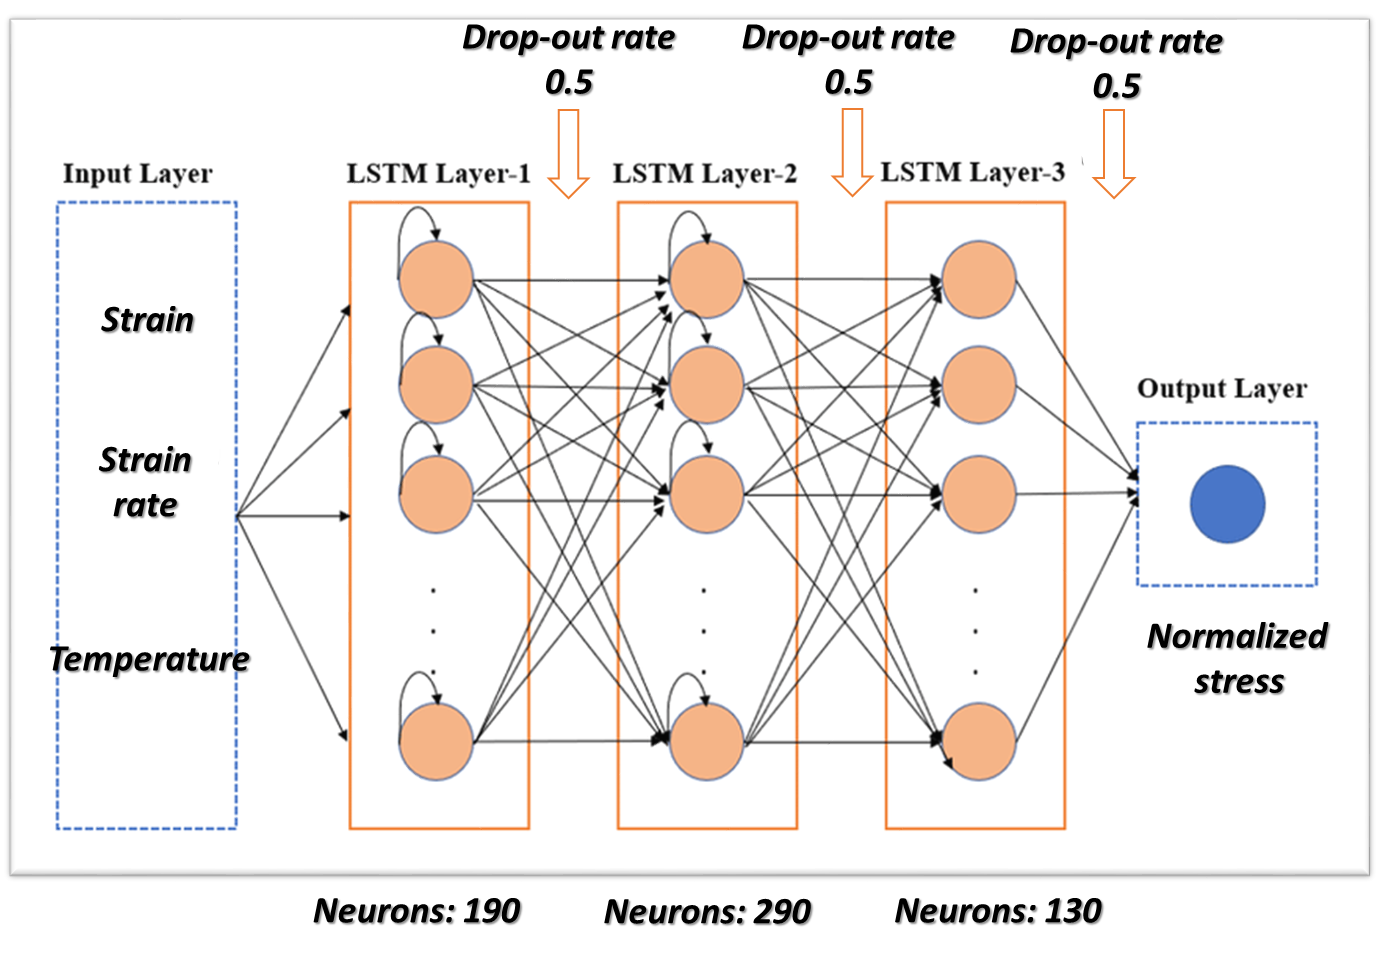 Drop-out rate
0.5
Drop-out rate
0.5
Drop-out rate
0.5
Input Layer
LSTM Layer-1
LSTM Layer-2
LSTM Layer-3
Strain
Strain
rate
Temperature
Output Layer
Normalized
stress
Neurons: 190
Neurons: 290
Neurons: 130